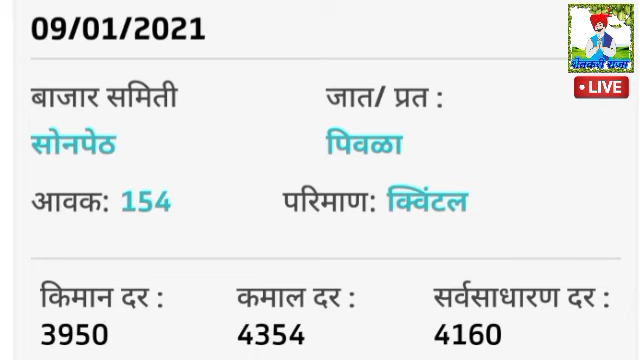 09/01/2021
शेतकरी राजा
LIVE
बाजार समिती जात/ प्रत :
सोनपेठ पिवळा
आवक: 154 परिमाण: क्विंटल
किमान दर : कमाल दर : सर्वसाधारण दर :
3950 4354 4160